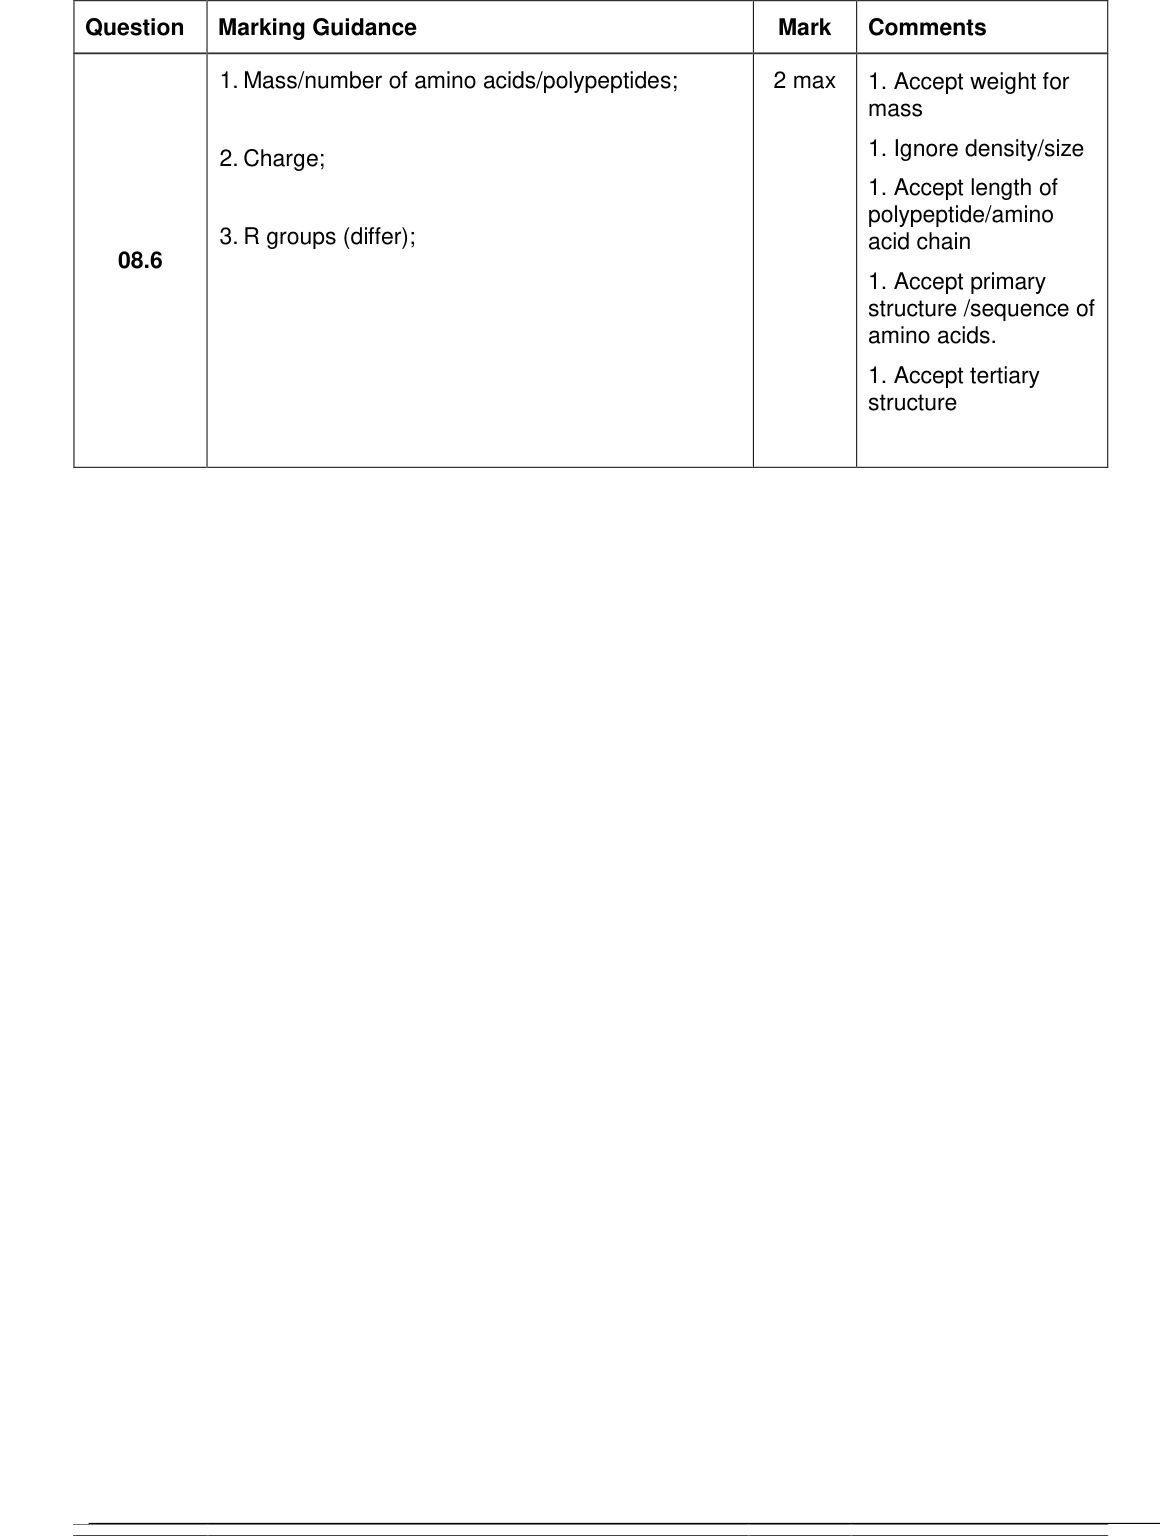 Question Marking Guidance Mark Comments
1. Mass/number of amino acids/polypeptides;
2. Charge;
3. R groups (differ);
08.6
2 max
1. Accept weight for
mass
1. Ignore density/size
1. Accept length of
polypeptide/amino
acid chain
1. Accept primary
structure /sequence of
amino acids.
1. Accept tertiary
structure